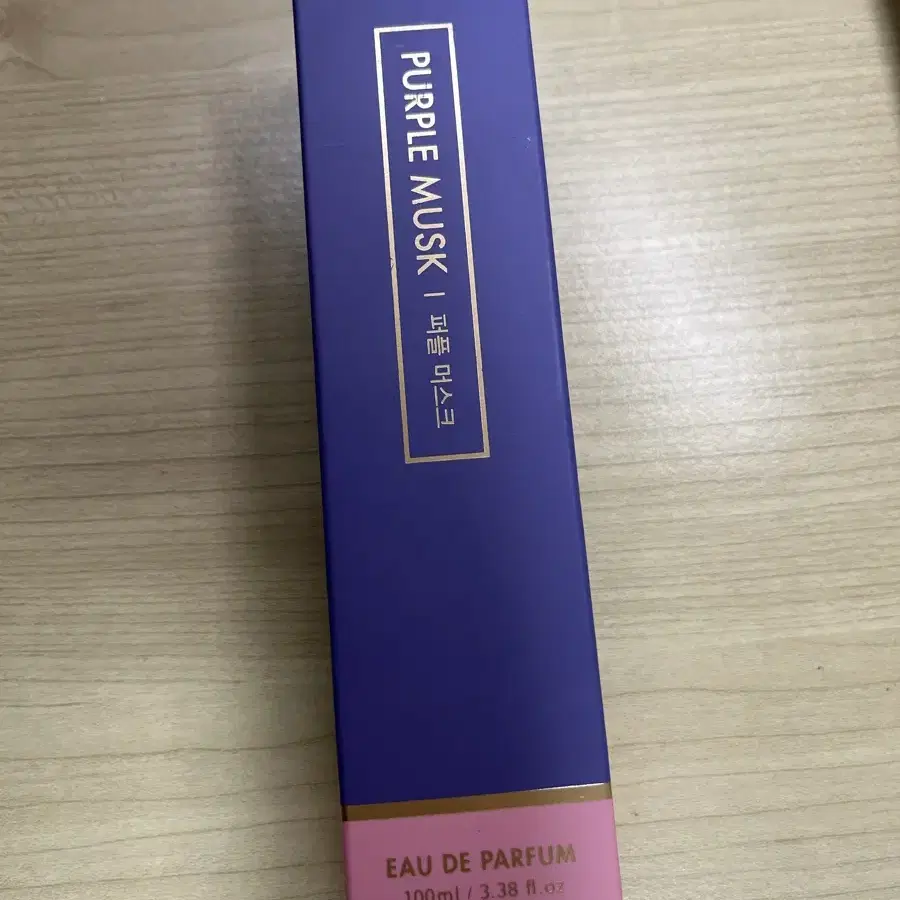 PURPLE MUSK | 퍼플 머스크
EAU DE PARFUM
100ml / 3.38 fl.oz